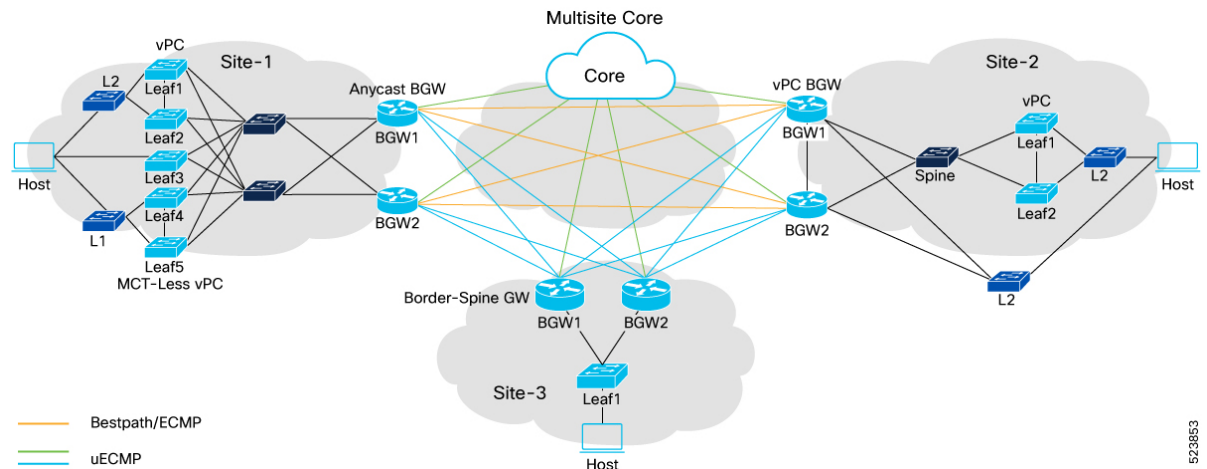 Multisite Core
Core
Site-1
vPC
L2
Leaf1
Leaf2
Leaf3
Leaf4
Leaf5
MCT-Less vPC
L1
Host
Anycast BGW
BGW1
BGW2
Site-2
vPC BGW
BGW1
BGW2
Spine
vPC
Leaf1
Leaf2
L2
Host
L2
Border-Spine GW
BGW1
BGW2
Site-3
Leaf1
Host
Bestpath/ECMP
uECMP
523853